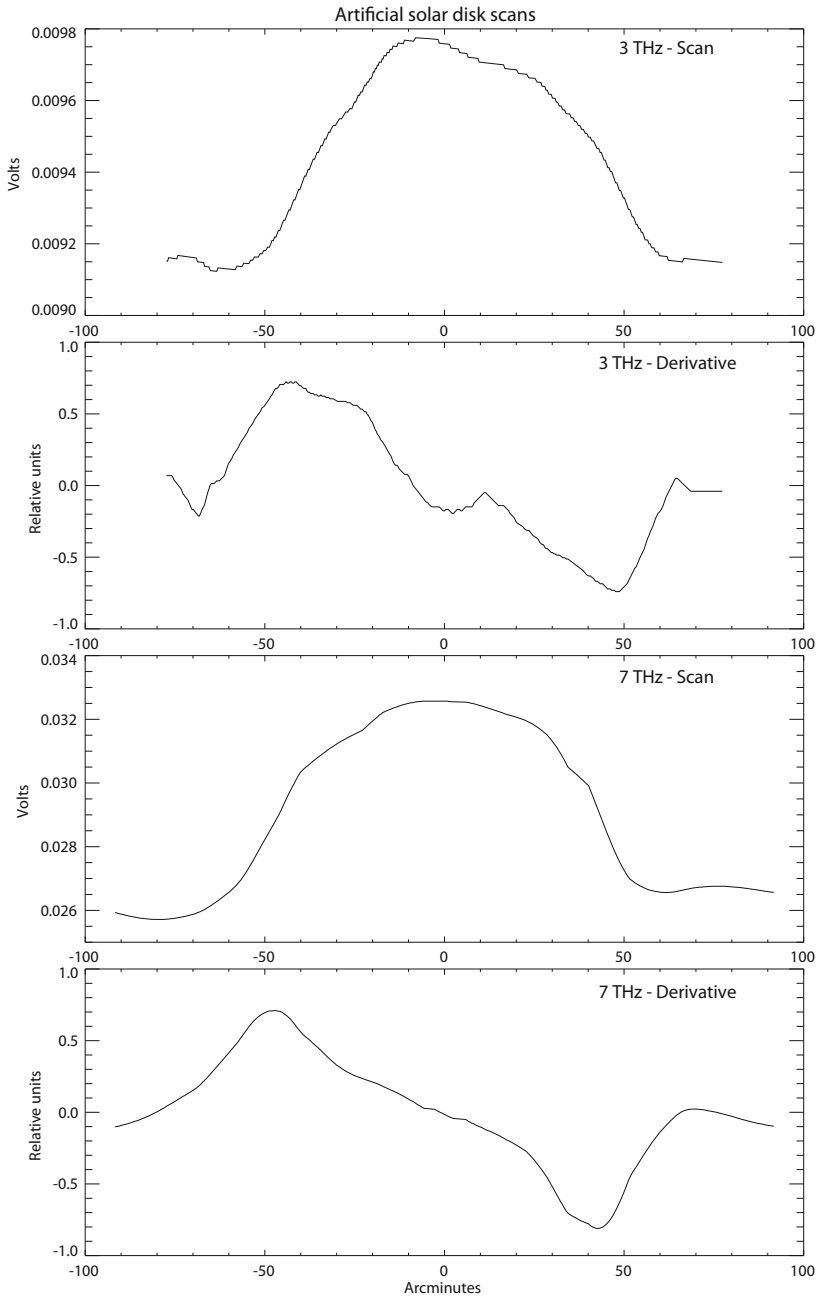 Artificial solar disk scans
3 THz - Scan
Volts
0.0098
0.0096
0.0094
0.0092
0.0090
-100 -50 0 50 100
3 THz - Derivative
Relative units
1.0
0.5
0.0
-0.5
-1.0
-100 -50 0 50 100
7 THz - Scan
Volts
0.034
0.032
0.030
0.028
0.026
-100 -50 0 50 100
7 THz - Derivative
Relative units
1.0
0.5
0.0
-0.5
-1.0
-100 -50 0 50 100
Arcminutes